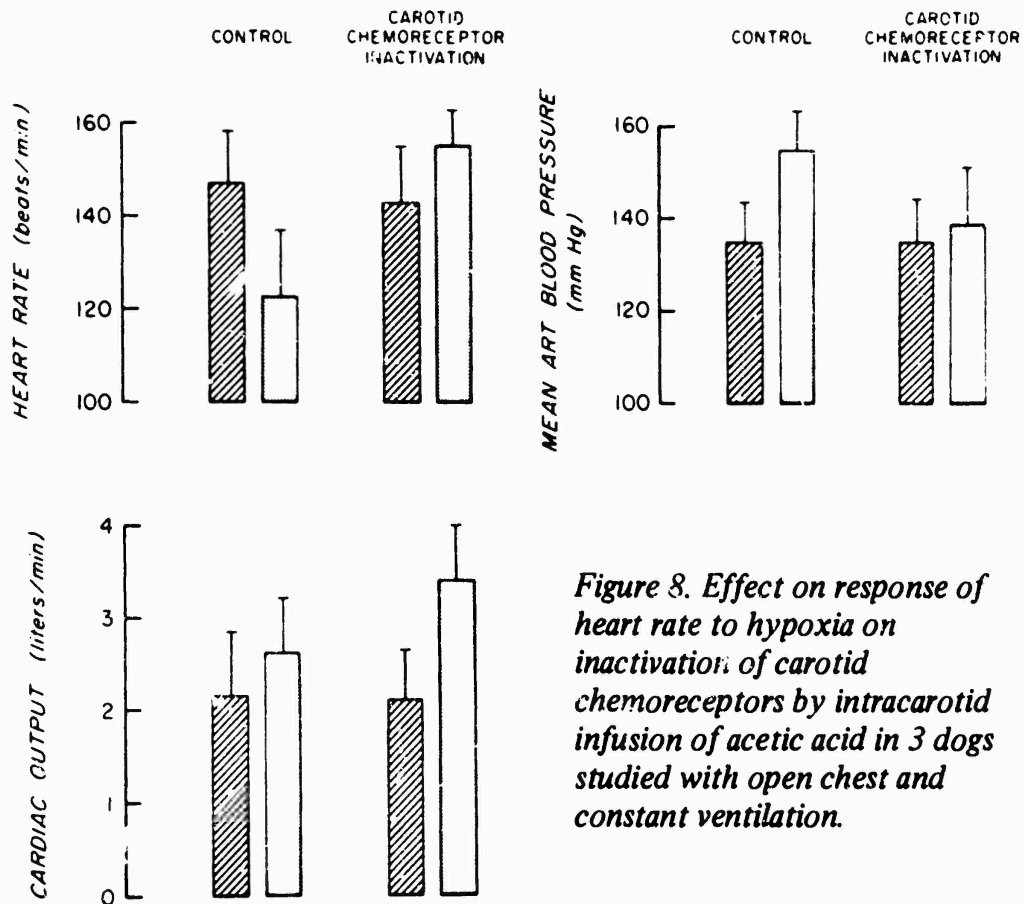 CONTROL
CAROTID
CHEMORECEPTOR
INACTIVATION
HEART RATE (beats/min)
160
140
120
100
CONTROL
CAROTID
CHEMORECEPTOR
INACTIVATION
MEAN ART BLOOD PRESSURE
(mm Hg)
160
140
120
100
CARDIAC OUTPUT (liters/min)
4
3
2
1
0
Figure 8. Effect on response of
heart rate to hypoxia on
inactivation of carotid
chemoreceptors by intracarotid
infusion of acetic acid in 3 dogs
studied with open chest and
constant ventilation.